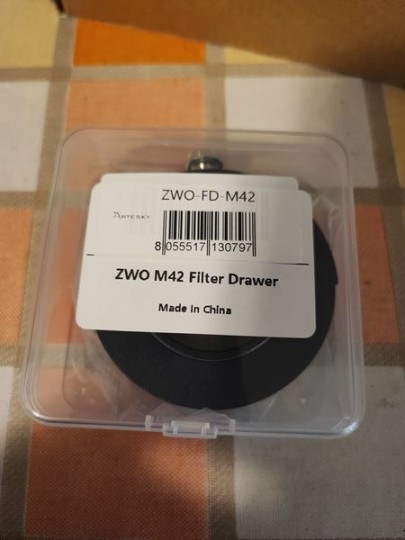 ZWO-FD-M42
ARTESKY
8 055517 130797
ZWO M42 Filter Drawer
Made in China